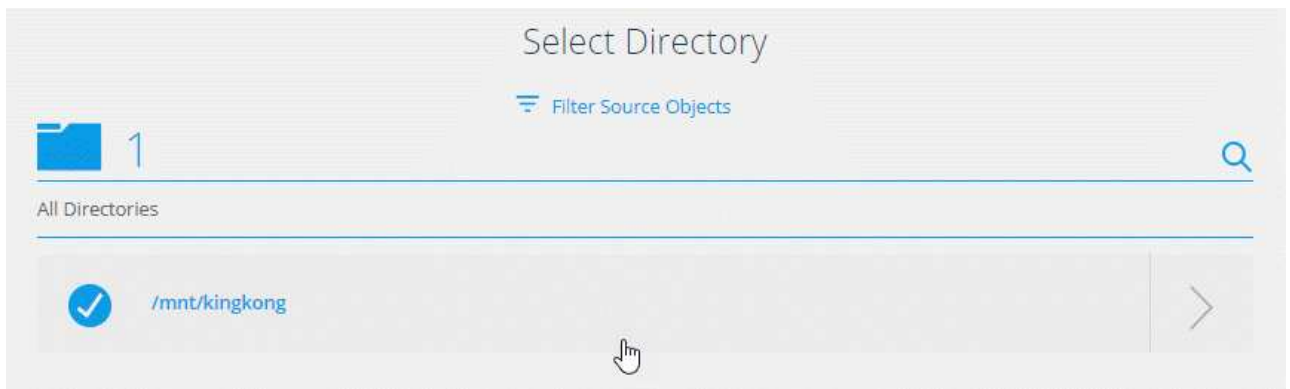 Select Directory
Filter Source Objects
1
All Directories
/mnt/kingkong